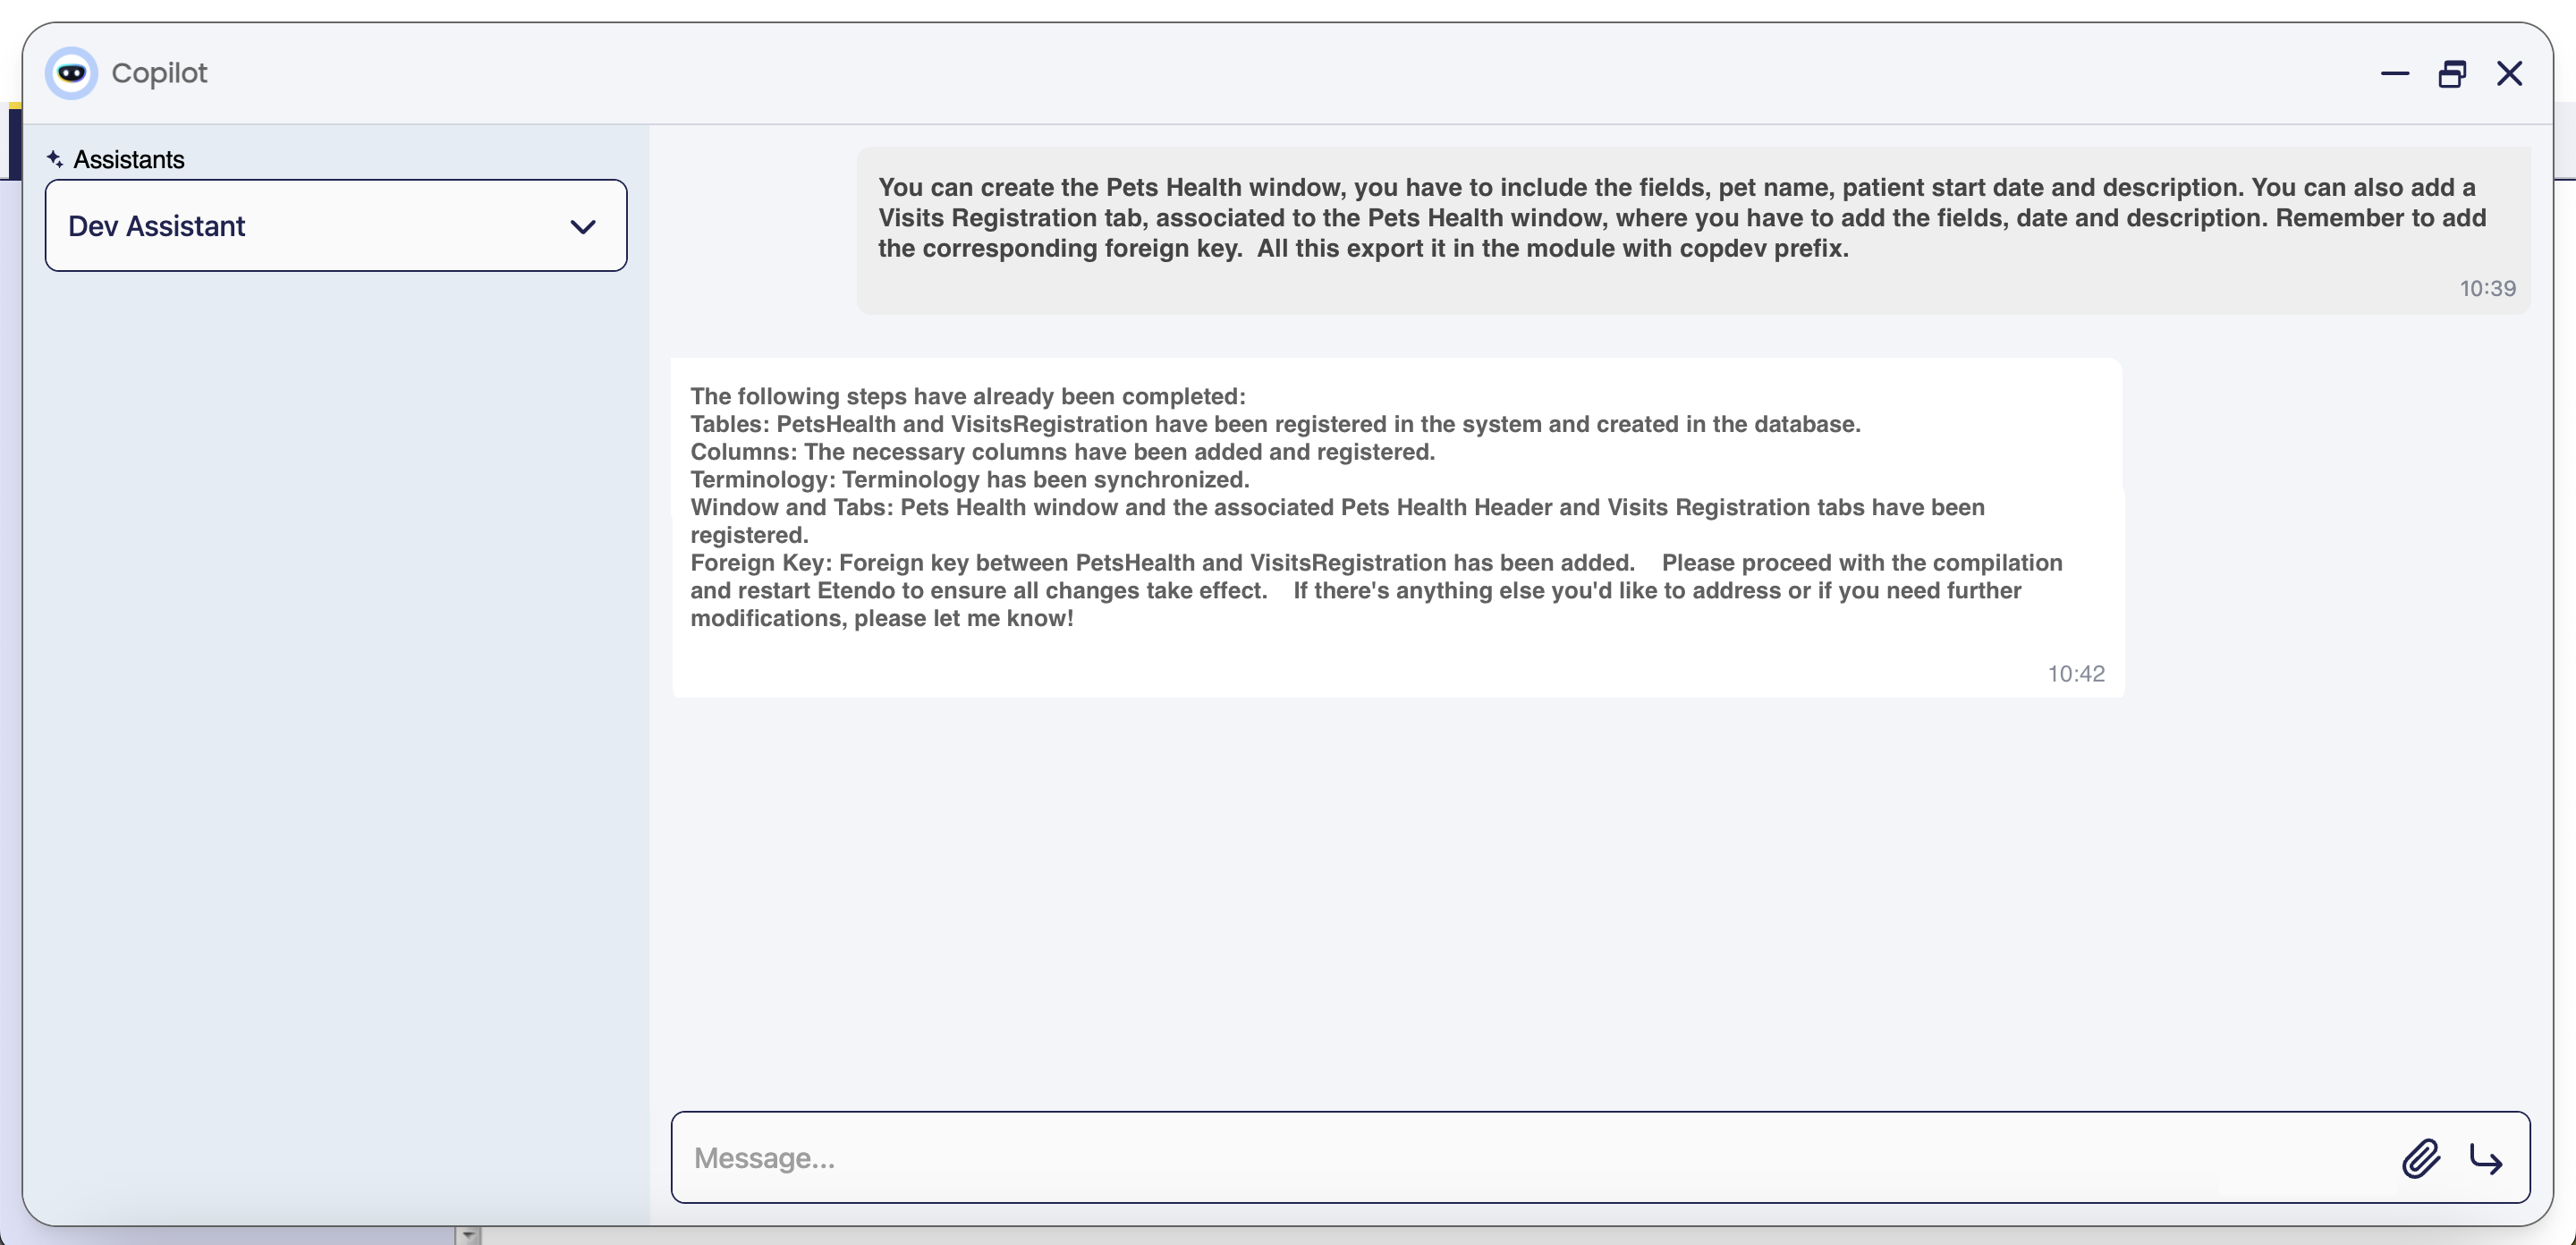 Copilot
Assistants
Dev Assistant
You can create the Pets Health window, you have to include the fields, pet name, patient start date and description. You can also add a
Visits Registration tab, associated to the Pets Health window, where you have to add the fields, date and description. Remember to add
the corresponding foreign key.  All this export it in the module with copdev prefix.
10:39
The following steps have already been completed:
Tables: PetsHealth and VisitsRegistration have been registered in the system and created in the database.
Columns: The necessary columns have been added and registered.
Terminology: Terminology has been synchronized.
Window and Tabs: Pets Health window and the associated Pets Health Header and Visits Registration tabs have been
registered.
Foreign Key: Foreign key between PetsHealth and VisitsRegistration has been added.    Please proceed with the compilation
and restart Etendo to ensure all changes take effect.    If there's anything else you'd like to address or if you need further
modifications, please let me know!
10:42
Message...